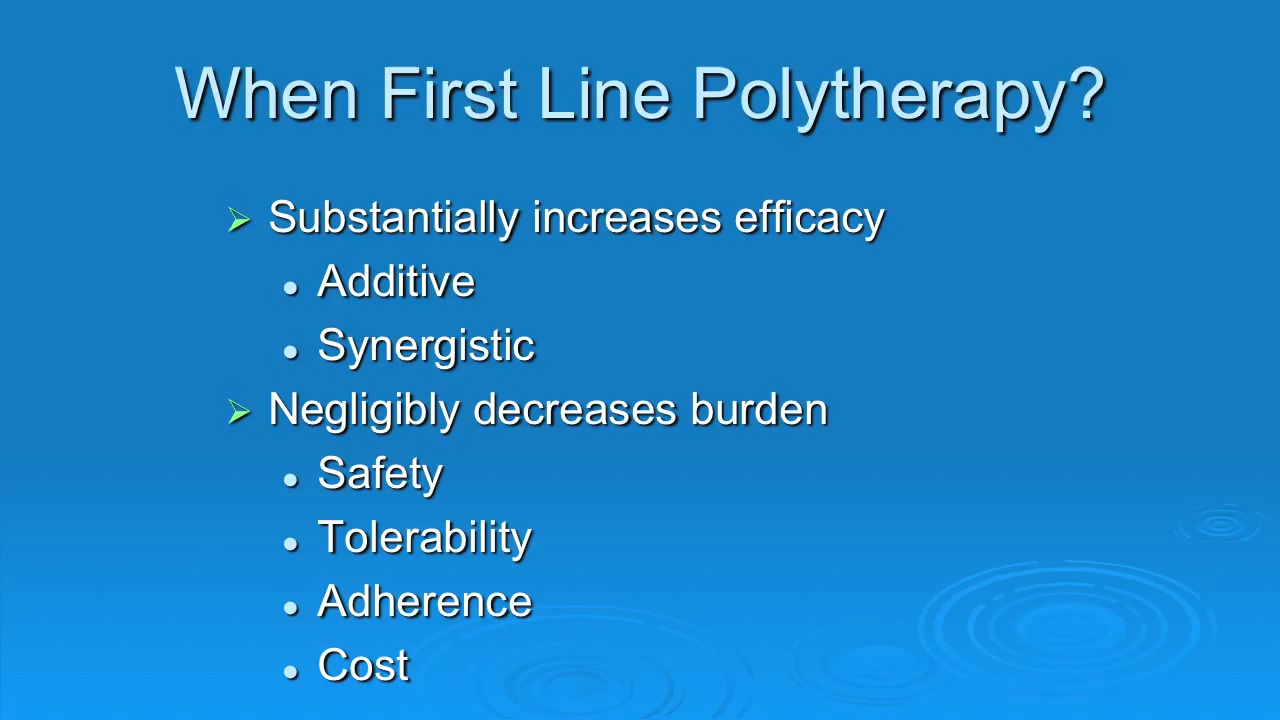 When First Line Polytherapy?
Substantially increases efficacy
Additive
Synergistic
Negligibly decreases burden
Safety
Tolerability
Adherence
Cost